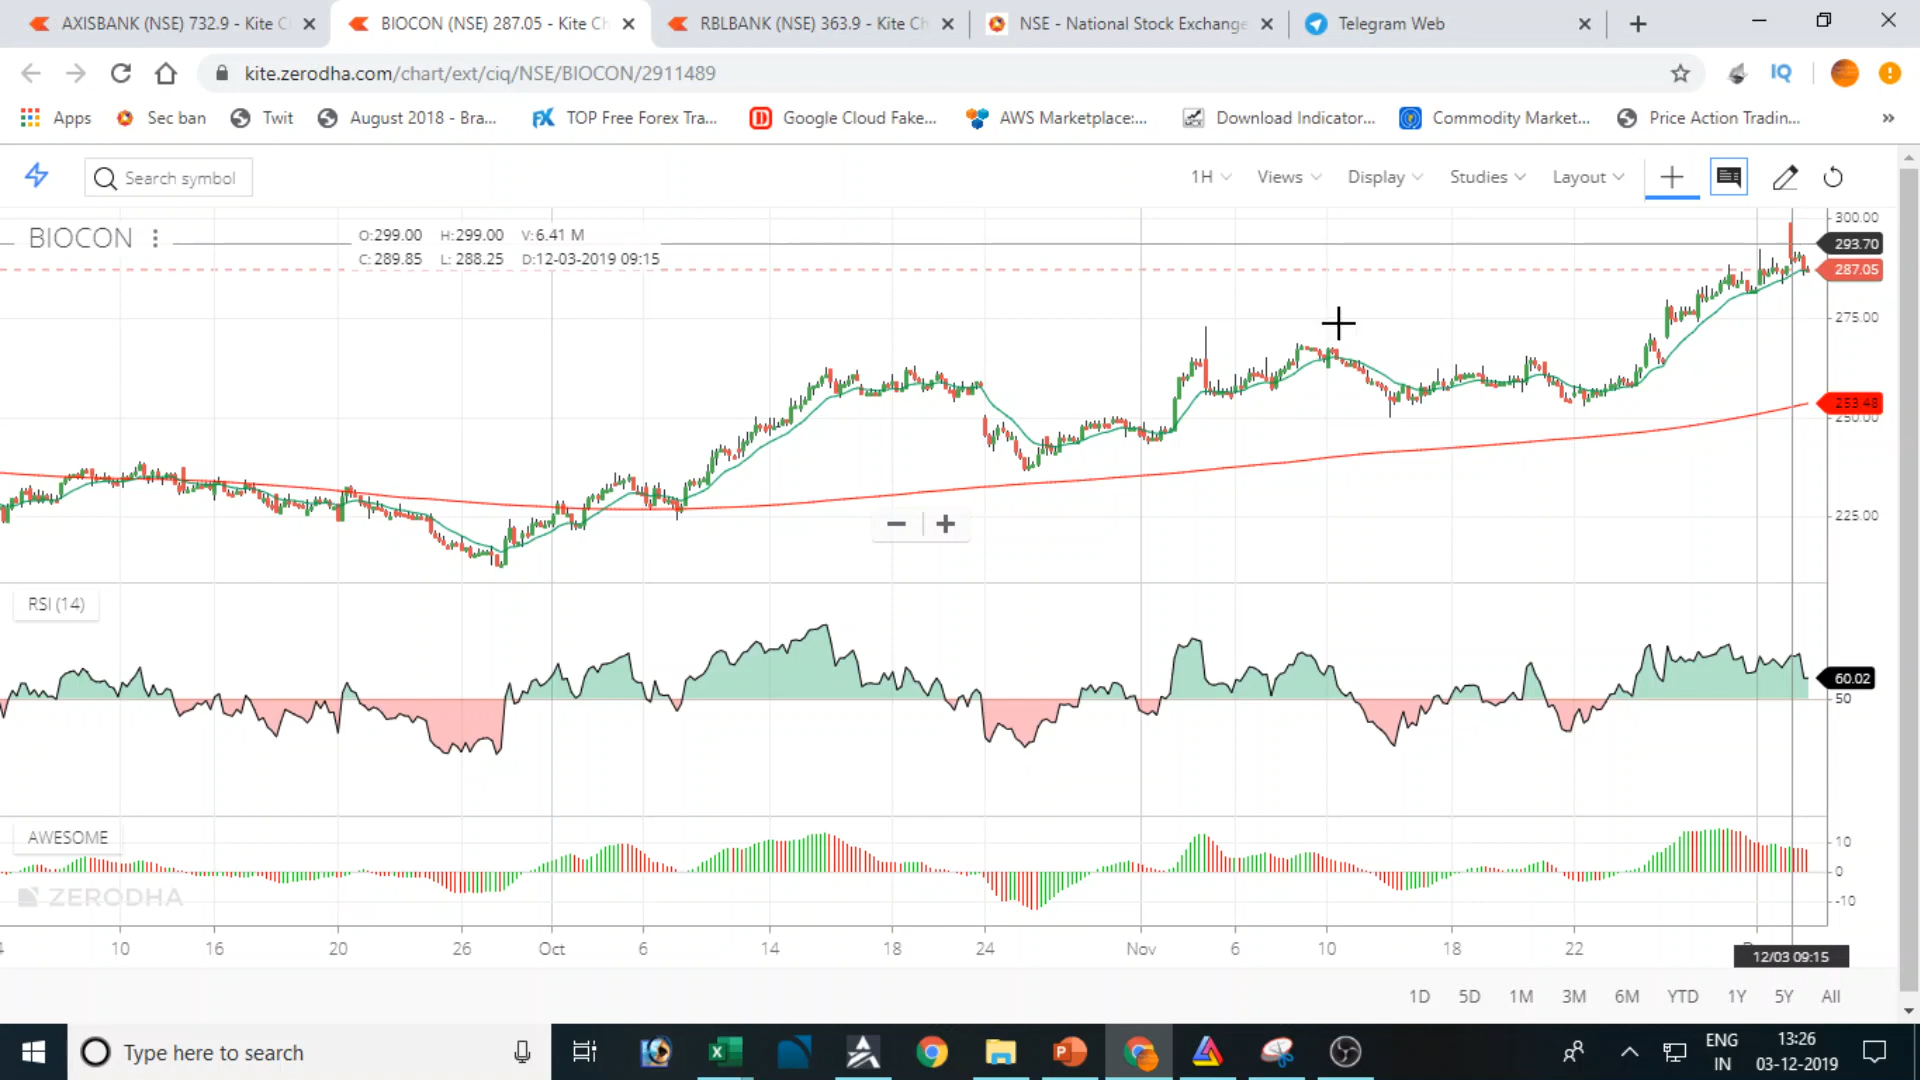 AXISBANK (NSE) 732.9 - Kite C
BIOCON (NSE) 287.05 - Kite Ch
RBLBANK (NSE) 363.9 - Kite Ch
NSE - National Stock Exchange
Telegram Web
kite.zerodha.com/chart/ext/ciq/NSE/BIOCON/2911489
IQ
Apps
Sec ban
Twit
August 2018 - Bra...
TOP Free Forex Tra...
Google Cloud Fake...
AWS Marketplace:...
Download Indicator...
Commodity Market...
Price Action Tradin...
»
Search symbol
1H
Views
Display
Studies
Layout
BIOCON
O:299.00 H:299.00 V:6.41 M
C:289.85 L: 288.25 D:12-03-2019 09:15
300.00
293.70
287.05
275.00
253.48
250.00
225.00
RSI (14)
60.02
50
AWESOME
10
0
-10
ZERODHA
10 16 20 26 Oct 6 14 18 24 Nov 6 10 18 22
12/03 09:15
1D 5D 1M 3M 6M YTD 1Y 5Y All
Type here to search
ENG
IN
13:26
03-12-2019